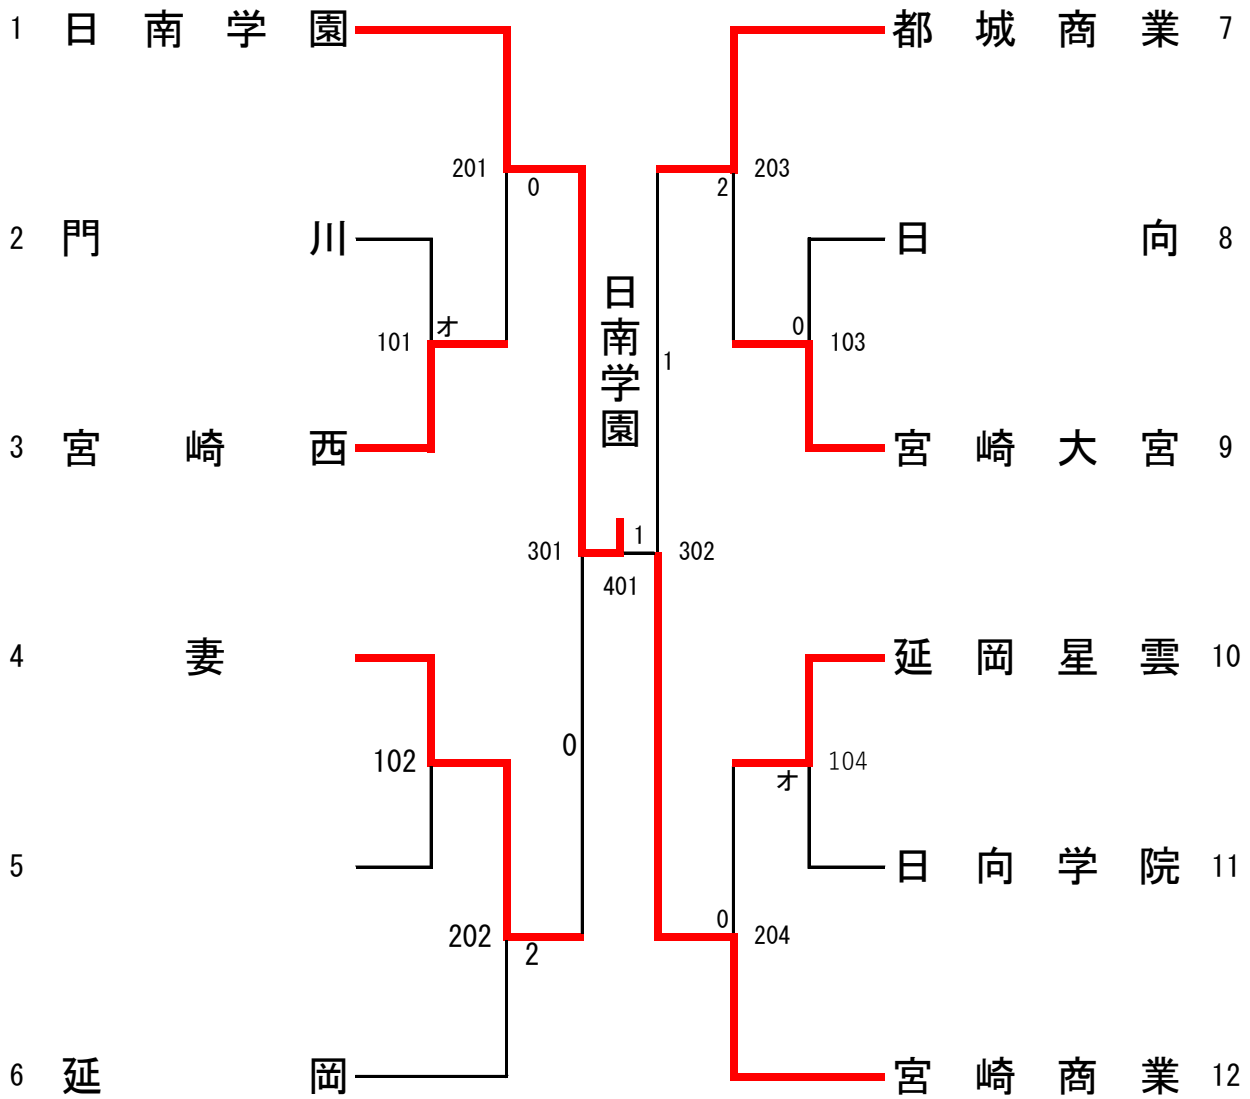 1 日南学園
都城商業 7
201
0
2
203
2 門川
日向 8
日南学園
101
オ
0
103
1
3 宮崎西
宮崎大宮 9
301
1
302
401
4 妻
延岡星雲 10
102
0
オ
104
5
日向学院 11
202
2
0
204
6 延岡
宮崎商業 12